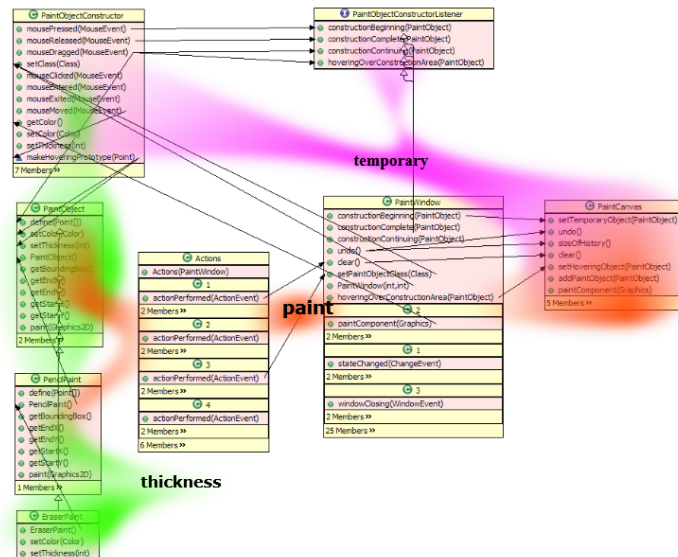 PaintObjectConstructor
mousePressed(MouseEvent)
mouseReleased(MouseEvent)
mouseDragged(MouseEvent)
setClass(Class)
mouseClicked(MouseEvent)
mouseEntered(MouseEvent)
mouseExited(MouseEvent)
mouseMoved(MouseEvent)
getColor()
setColor(Color)
setThickness(int)
makeHoveringPrototype(Point)
7 Members »
PaintObjectConstructorListener
constructionBeginning(PaintObject)
constructionComplete(PaintObject)
constructionContinuing(PaintObject)
hoveringOverConstructionArea(PaintObject)
temporary
PaintObject
define(Point[])
setColor(Color)
setThickness(int)
PaintObject()
getBoundingBox()
getEndX()
getEndY()
getStartX()
getStartY()
paint(Graphics2D)
2 Members »
Actions
Actions(PaintWindow)
1
actionPerformed(ActionEvent)
2 Members »
2
actionPerformed(ActionEvent)
2 Members »
3
actionPerformed(ActionEvent)
2 Members »
4
actionPerformed(ActionEvent)
2 Members »
6 Members »
paint
PaintWindow
constructionBeginning(PaintObject)
constructionComplete(PaintObject)
constructionContinuing(PaintObject)
undo()
clear()
setPaintObjectClass(Class)
PaintWindow(int,int)
hoveringOverConstructionArea(PaintObject)
2
paintComponent(Graphics)
2 Members »
1
stateChanged(ChangeEvent)
2 Members »
3
windowClosing(WindowEvent)
2 Members »
25 Members »
PaintCanvas
setTemporaryObject(PaintObject)
undo()
sizeOfHistory()
clear()
setHoveringObject(PaintObject)
addPaintObject(PaintObject)
paintComponent(Graphics)
5 Members »
PencilPaint
define(Point[])
PencilPaint()
getBoundingBox()
getEndX()
getEndY()
getStartX()
getStartY()
paint(Graphics2D)
1 Members »
thickness
EraserPaint
EraserPaint()
setColor(Color)
setThickness(int)